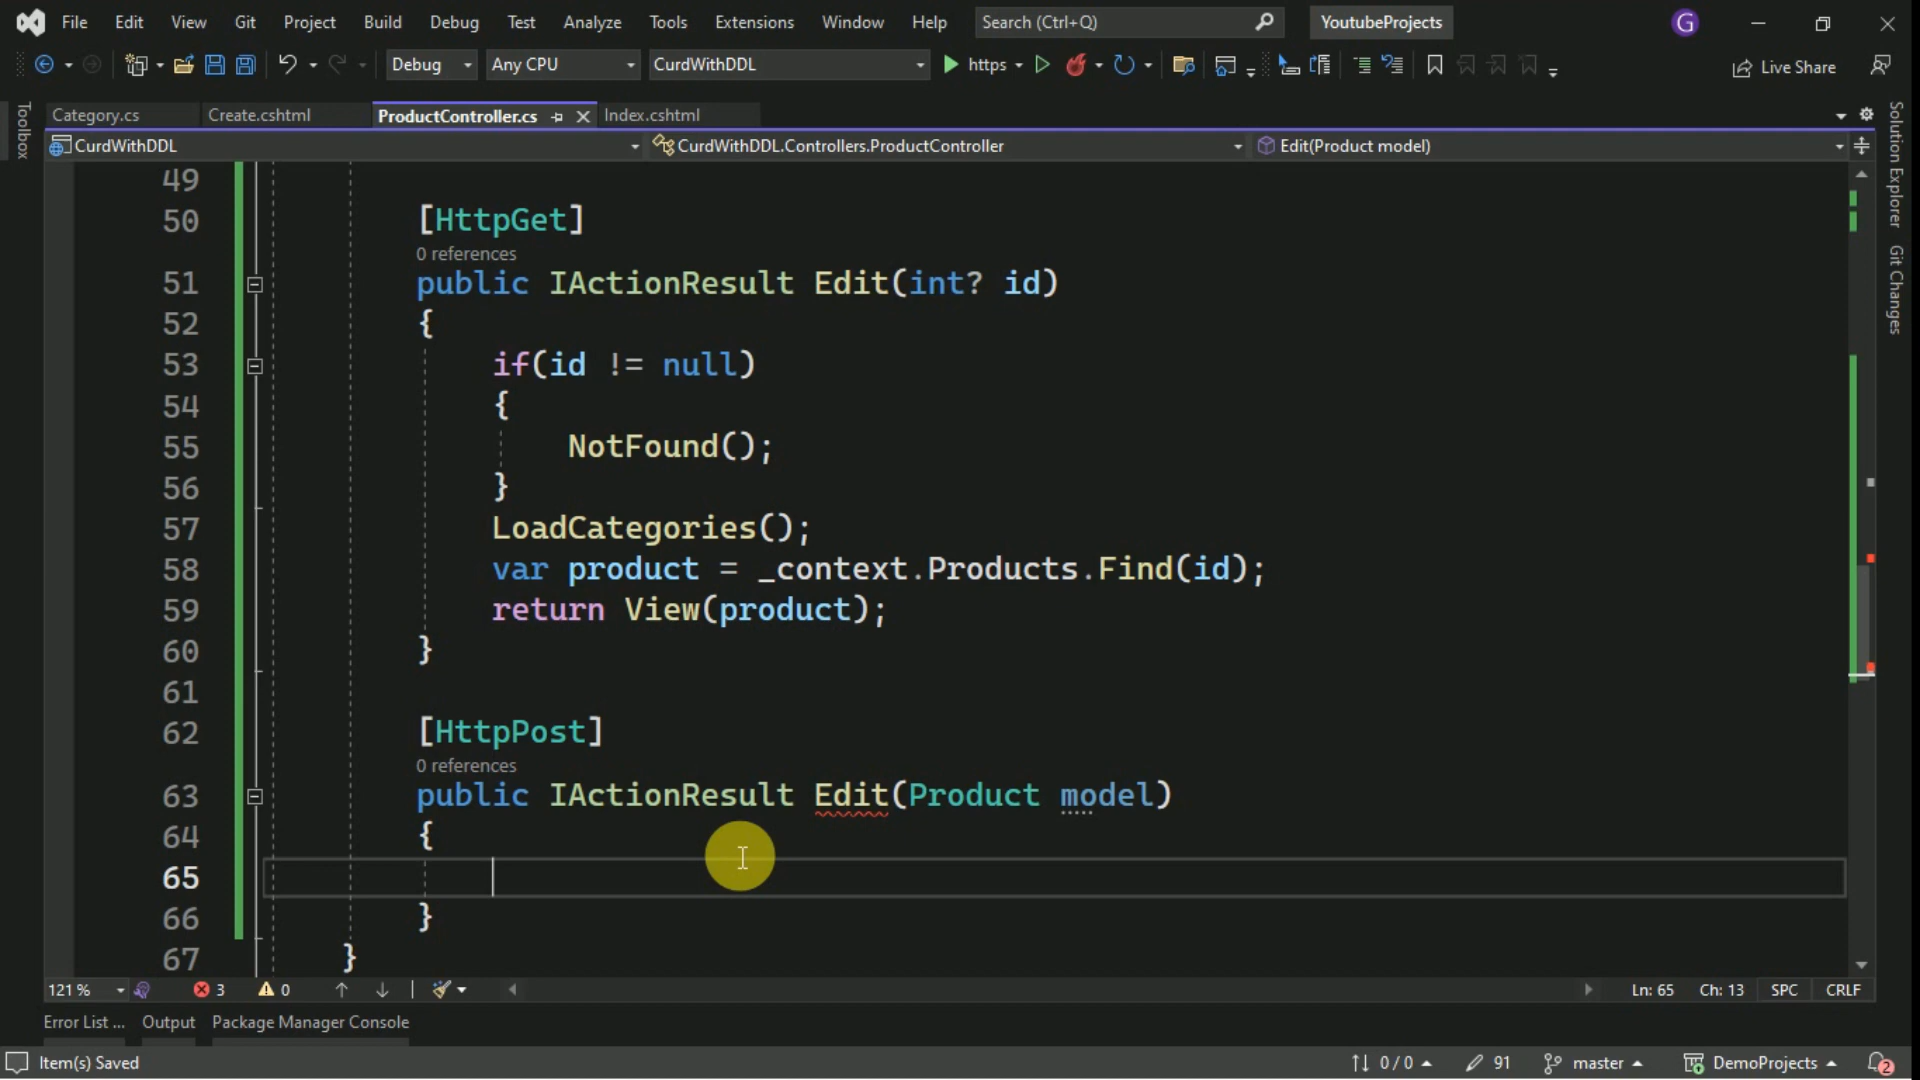 File Edit View Git Project Build Debug Test Analyze Tools Extensions Window Help Search (Ctrl+Q) YoutubeProjects G
Debug Any CPU CurdWithDDL https Live Share
Toolbox
Category.cs Create.cshtml ProductController.cs Index.cshtml
CurdWithDDL CurdWithDDL.Controllers.ProductController Edit(Product model)
Solution Explorer
Git Changes
49
50 [HttpGet]
0 references
51 public IActionResult Edit(int? id)
52 {
53 if(id != null)
54 {
55 NotFound();
56 }
57 LoadCategories();
58 var product = _context.Products.Find(id);
59 return View(product);
60 }
61
62 [HttpPost]
0 references
63 public IActionResult Edit(Product model)
64 {
65
66 }
67 }
121 % 3 0 Ln: 65 Ch: 13 SPC CRLF
Error List ... Output Package Manager Console
Item(s) Saved 0 / 0 91 master DemoProjects 2